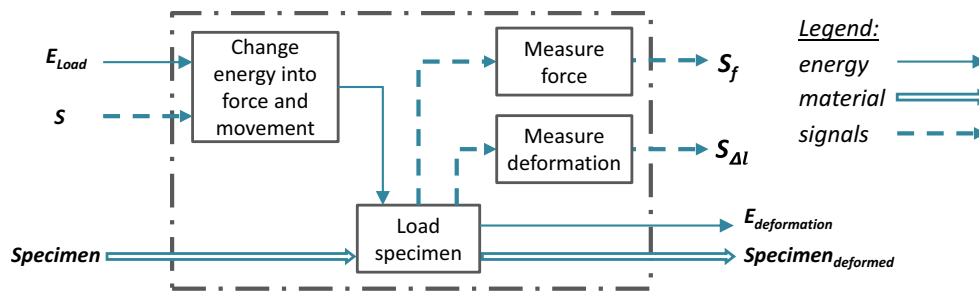 E_Load
S
Specimen
Change
energy into
force and
movement
Measure
force
Measure
deformation
Load
specimen
S_f
S_Δl
E_deformation
Specimen_deformed
Legend:
energy
material
signals